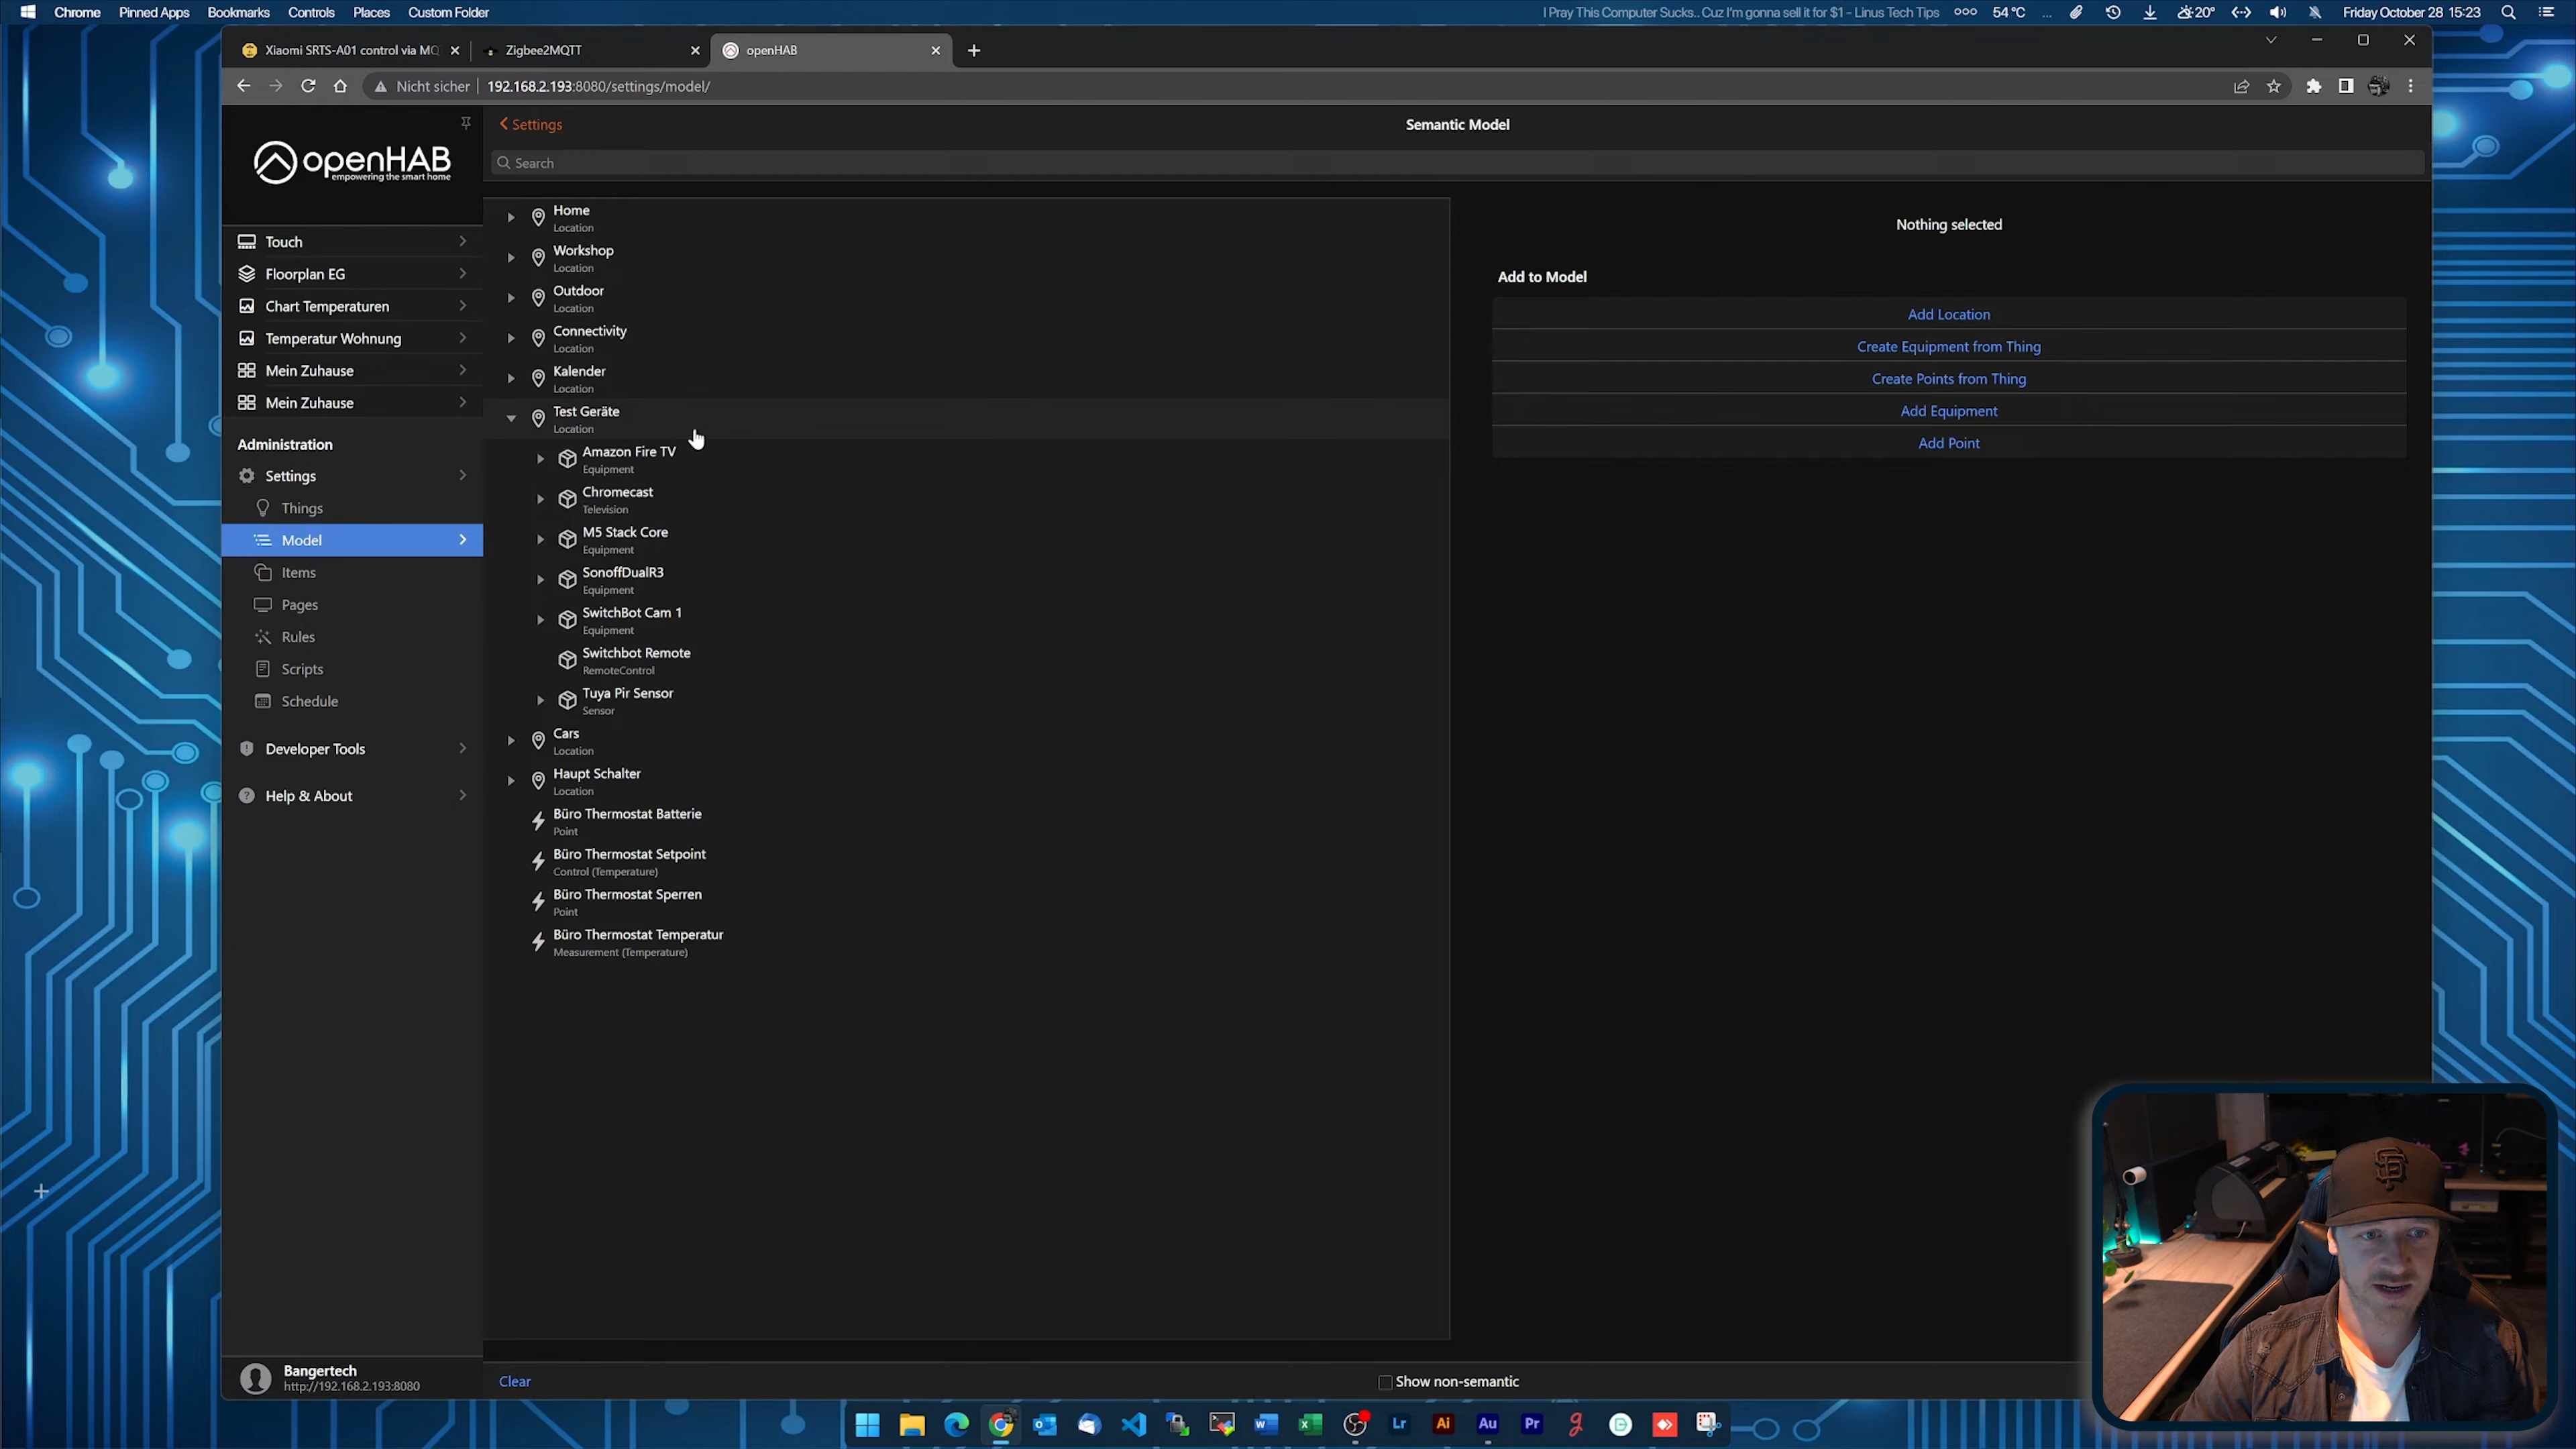 Chrome Pinned Apps Bookmarks Controls Places Custom Folder
I Pray This Computer Sucks.. Cuz I'm gonna sell it for $1 - Linus Tech Tips 54 °C ... 20° Friday October 28 15:23
Xiaomi SRTS-A01 control via MQ
Zigbee2MQTT
openHAB
Nicht sicher
192.168.2.193:8080/settings/model/
openHAB
empowering the smart home
Settings
Semantic Model
Search
Touch
Floorplan EG
Chart Temperaturen
Temperatur Wohnung
Mein Zuhause
Mein Zuhause
Administration
Settings
Things
Model
Items
Pages
Rules
Scripts
Schedule
Developer Tools
Help & About
Bangertech
http://192.168.2.193:8080
Home
Location
Workshop
Location
Outdoor
Location
Connectivity
Location
Kalender
Location
Test Geräte
Location
Amazon Fire TV
Equipment
Chromecast
Television
M5 Stack Core
Equipment
SonoffDualR3
Equipment
SwitchBot Cam 1
Equipment
Switchbot Remote
RemoteControl
Tuya Pir Sensor
Sensor
Cars
Location
Haupt Schalter
Location
Büro Thermostat Batterie
Point
Büro Thermostat Setpoint
Control (Temperature)
Büro Thermostat Sperren
Point
Büro Thermostat Temperatur
Measurement (Temperature)
Nothing selected
Add to Model
Add Location
Create Equipment from Thing
Create Points from Thing
Add Equipment
Add Point
Clear
Show non-semantic
SF
Lr
Ai
Au
Pr